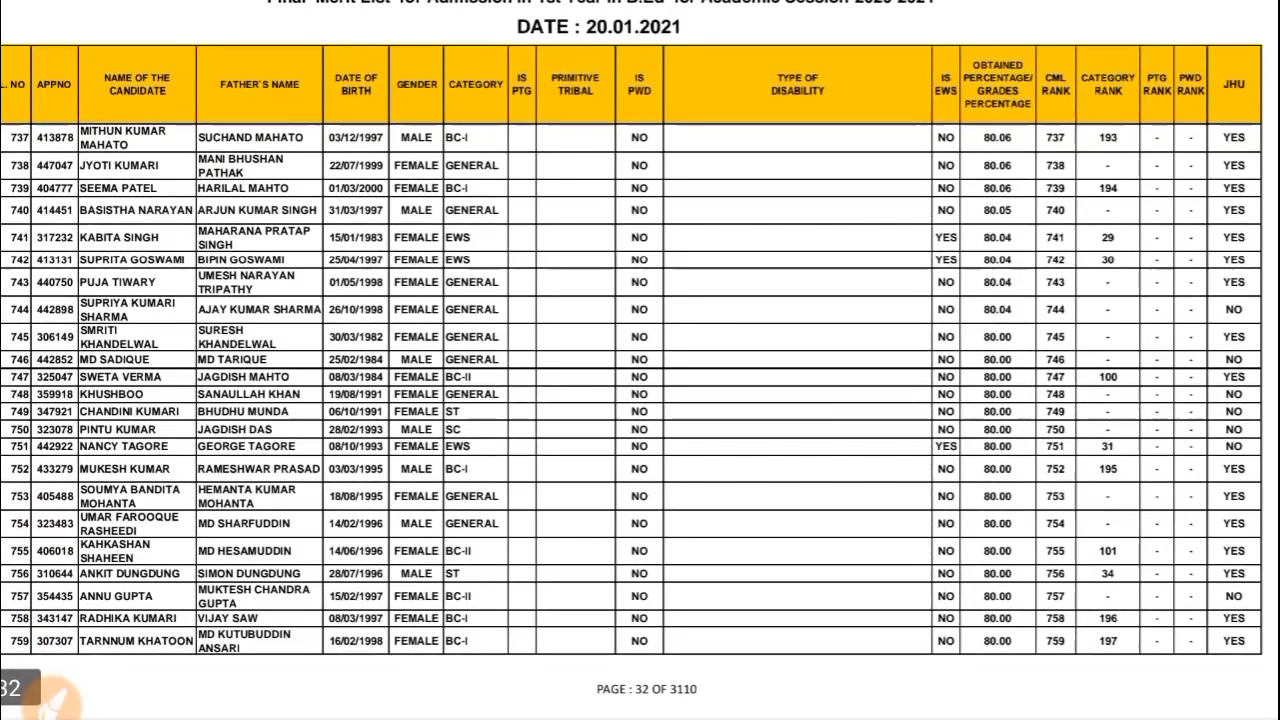 Final Merit List for Admission in 1st Year in B.Ed for Academic Session 2020-2021
DATE : 20.01.2021
L. NO APPNO NAME OF THE CANDIDATE FATHER`S NAME DATE OF BIRTH GENDER CATEGORY IS PTG PRIMITIVE TRIBAL IS PWD TYPE OF DISABILITY IS EWS OBTAINED PERCENTAGE/ GRADES PERCENTAGE CML RANK CATEGORY RANK PTG RANK PWD RANK JHU
737 413878 MITHUN KUMAR MAHATO SUCHAND MAHATO 03/12/1997 MALE BC-I NO NO 80.06 737 193 - - YES
738 447047 JYOTI KUMARI MANI BHUSHAN PATHAK 22/07/1999 FEMALE GENERAL NO NO 80.06 738 - - - YES
739 404777 SEEMA PATEL HARILAL MAHTO 01/03/2000 FEMALE BC-I NO NO 80.06 739 194 - - YES
740 414451 BASISTHA NARAYAN ARJUN KUMAR SINGH 31/03/1997 MALE GENERAL NO NO 80.05 740 - - - YES
741 317232 KABITA SINGH MAHARANA PRATAP SINGH 15/01/1983 FEMALE EWS NO YES 80.04 741 29 - - YES
742 413131 SUPRITA GOSWAMI BIPIN GOSWAMI 25/04/1997 FEMALE EWS NO YES 80.04 742 30 - - YES
743 440750 PUJA TIWARY UMESH NARAYAN TRIPATHY 01/05/1998 FEMALE GENERAL NO NO 80.04 743 - - - YES
744 442898 SUPRIYA KUMARI SHARMA AJAY KUMAR SHARMA 26/10/1998 FEMALE GENERAL NO NO 80.04 744 - - - NO
745 306149 SMRITI KHANDELWAL SURESH KHANDELWAL 30/03/1982 FEMALE GENERAL NO NO 80.00 745 - - - YES
746 442852 MD SADIQUE MD TARIQUE 25/02/1984 MALE GENERAL NO NO 80.00 746 - - - NO
747 325047 SWETA VERMA JAGDISH MAHTO 08/03/1984 FEMALE BC-II NO NO 80.00 747 100 - - YES
748 359918 KHUSHBOO SANAULLAH KHAN 19/08/1991 FEMALE GENERAL NO NO 80.00 748 - - - NO
749 347921 CHANDINI KUMARI BHUDHU MUNDA 06/10/1991 FEMALE ST NO NO 80.00 749 - - - NO
750 323078 PINTU KUMAR JAGDISH DAS 28/02/1993 MALE SC NO NO 80.00 750 - - - NO
751 442922 NANCY TAGORE GEORGE TAGORE 08/10/1993 FEMALE EWS NO YES 80.00 751 31 - - NO
752 433279 MUKESH KUMAR RAMESHWAR PRASAD 03/03/1995 MALE BC-I NO NO 80.00 752 195 - - YES
753 405488 SOUMYA BANDITA MOHANTA HEMANTA KUMAR MOHANTA 18/08/1995 FEMALE GENERAL NO NO 80.00 753 - - - YES
754 323483 UMAR FAROOQUE RASHEEDI MD SHARFUDDIN 14/02/1996 MALE GENERAL NO NO 80.00 754 - - - YES
755 406018 KAHKASHAN SHAHEEN MD HESAMUDDIN 14/06/1996 FEMALE BC-II NO NO 80.00 755 101 - - YES
756 310644 ANKIT DUNGDUNG SIMON DUNGDUNG 28/07/1996 MALE ST NO NO 80.00 756 34 - - YES
757 354435 ANNU GUPTA MUKTESH CHANDRA GUPTA 15/02/1997 FEMALE BC-II NO NO 80.00 757 - - - NO
758 343147 RADHIKA KUMARI VIJAY SAW 08/03/1997 FEMALE BC-I NO NO 80.00 758 196 - - YES
759 307307 TARNNUM KHATOON MD KUTUBUDDIN ANSARI 16/02/1998 FEMALE BC-I NO NO 80.00 759 197 - - YES
32
PAGE : 32 OF 3110